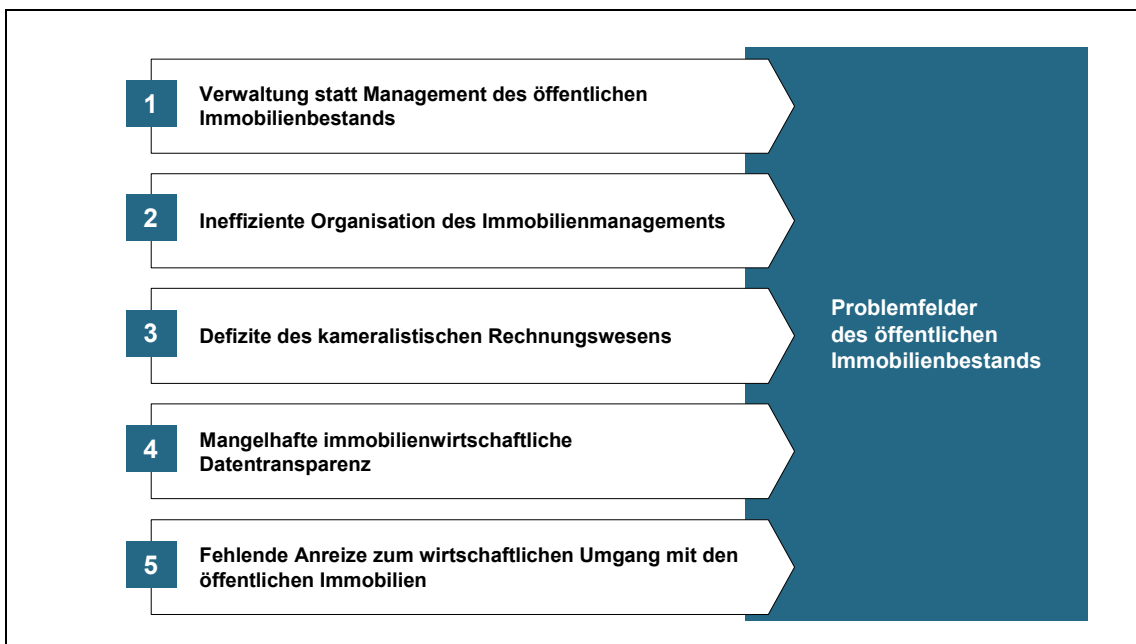 1
Verwaltung statt Management des öffentlichen
Immobilienbestands
2
Ineffiziente Organisation des Immobilienmanagements
3
Defizite des kameralistischen Rechnungswesens
4
Mangelhafte immobilienwirtschaftliche
Datentransparenz
5
Fehlende Anreize zum wirtschaftlichen Umgang mit den
öffentlichen Immobilien
Problemfelder
des öffentlichen
Immobilienbestands